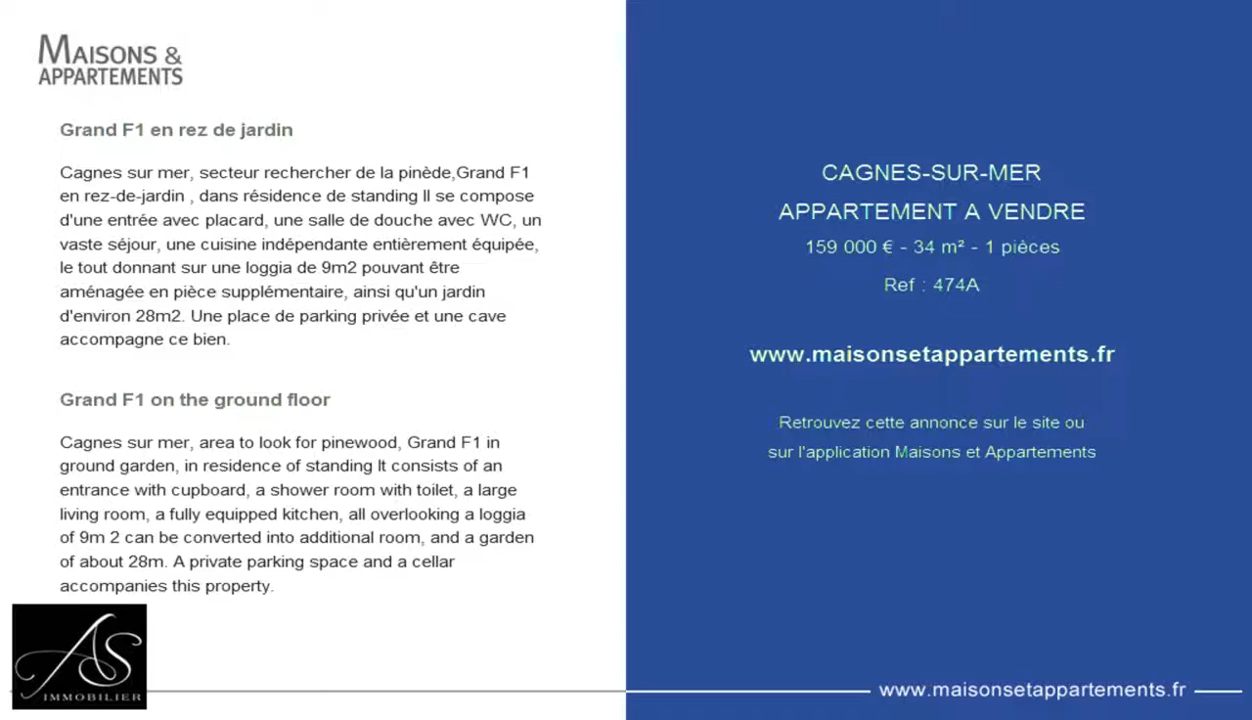 MAISONS &
APPARTEMENTS
Grand F1 en rez de jardin
Cagnes sur mer, secteur rechercher de la pinède,Grand F1
en rez-de-jardin , dans résidence de standing Il se compose
d'une entrée avec placard, une salle de douche avec WC, un
vaste séjour, une cuisine indépendante entièrement équipée,
le tout donnant sur une loggia de 9m2 pouvant être
aménagée en pièce supplémentaire, ainsi qu'un jardin
d'environ 28m2. Une place de parking privée et une cave
accompagne ce bien.
Grand F1 on the ground floor
Cagnes sur mer, area to look for pinewood, Grand F1 in
ground garden, in residence of standing It consists of an
entrance with cupboard, a shower room with toilet, a large
living room, a fully equipped kitchen, all overlooking a loggia
of 9m 2 can be converted into additional room, and a garden
of about 28m. A private parking space and a cellar
accompanies this property.
AS
IMMOBILIER
CAGNES-SUR-MER
APPARTEMENT A VENDRE
159 000 € - 34 m² - 1 pièces
Ref : 474A
www.maisonsetappartements.fr
Retrouvez cette annonce sur le site ou
sur l'application Maisons et Appartements
www.maisonsetappartements.fr